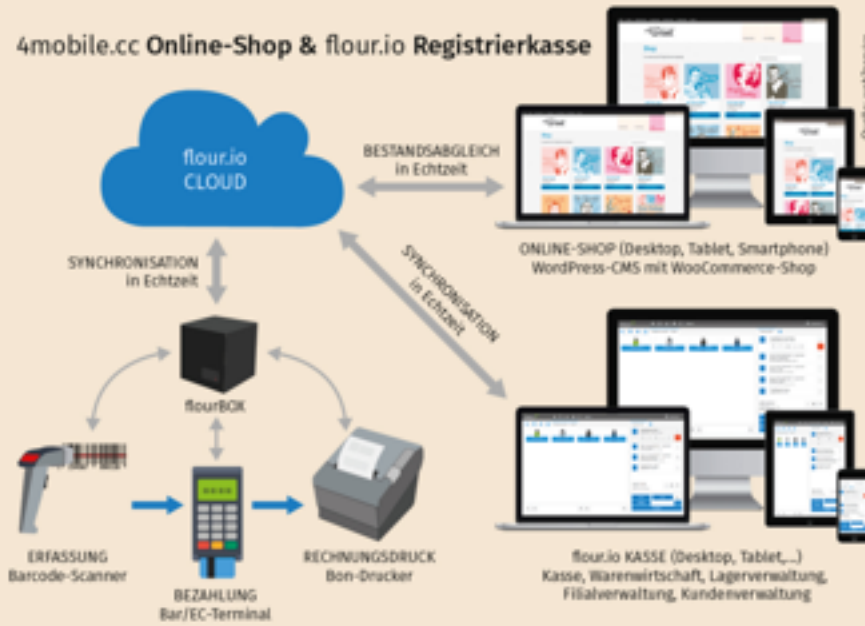 4mobile.cc Online-Shop & flour.io Registrierkasse
flour.io
CLOUD
BESTANDSABGLEICH
in Echtzeit
ONLINE-SHOP (Desktop, Tablet, Smartphone)
WordPress-CMS mit WooCommerce-Shop
SYNCHRONISATION
in Echtzeit
SYNCHRONISATION
in Echtzeit
flourBOX
ERFASSUNG
Barcode-Scanner
BEZAHLUNG
Bar/EC-Terminal
RECHNUNGSDRUCK
Bon-Drucker
flour.io KASSE (Desktop, Tablet,...)
Kasse, Warenwirtschaft, Lagerverwaltung,
Filialverwaltung, Kundenverwaltung